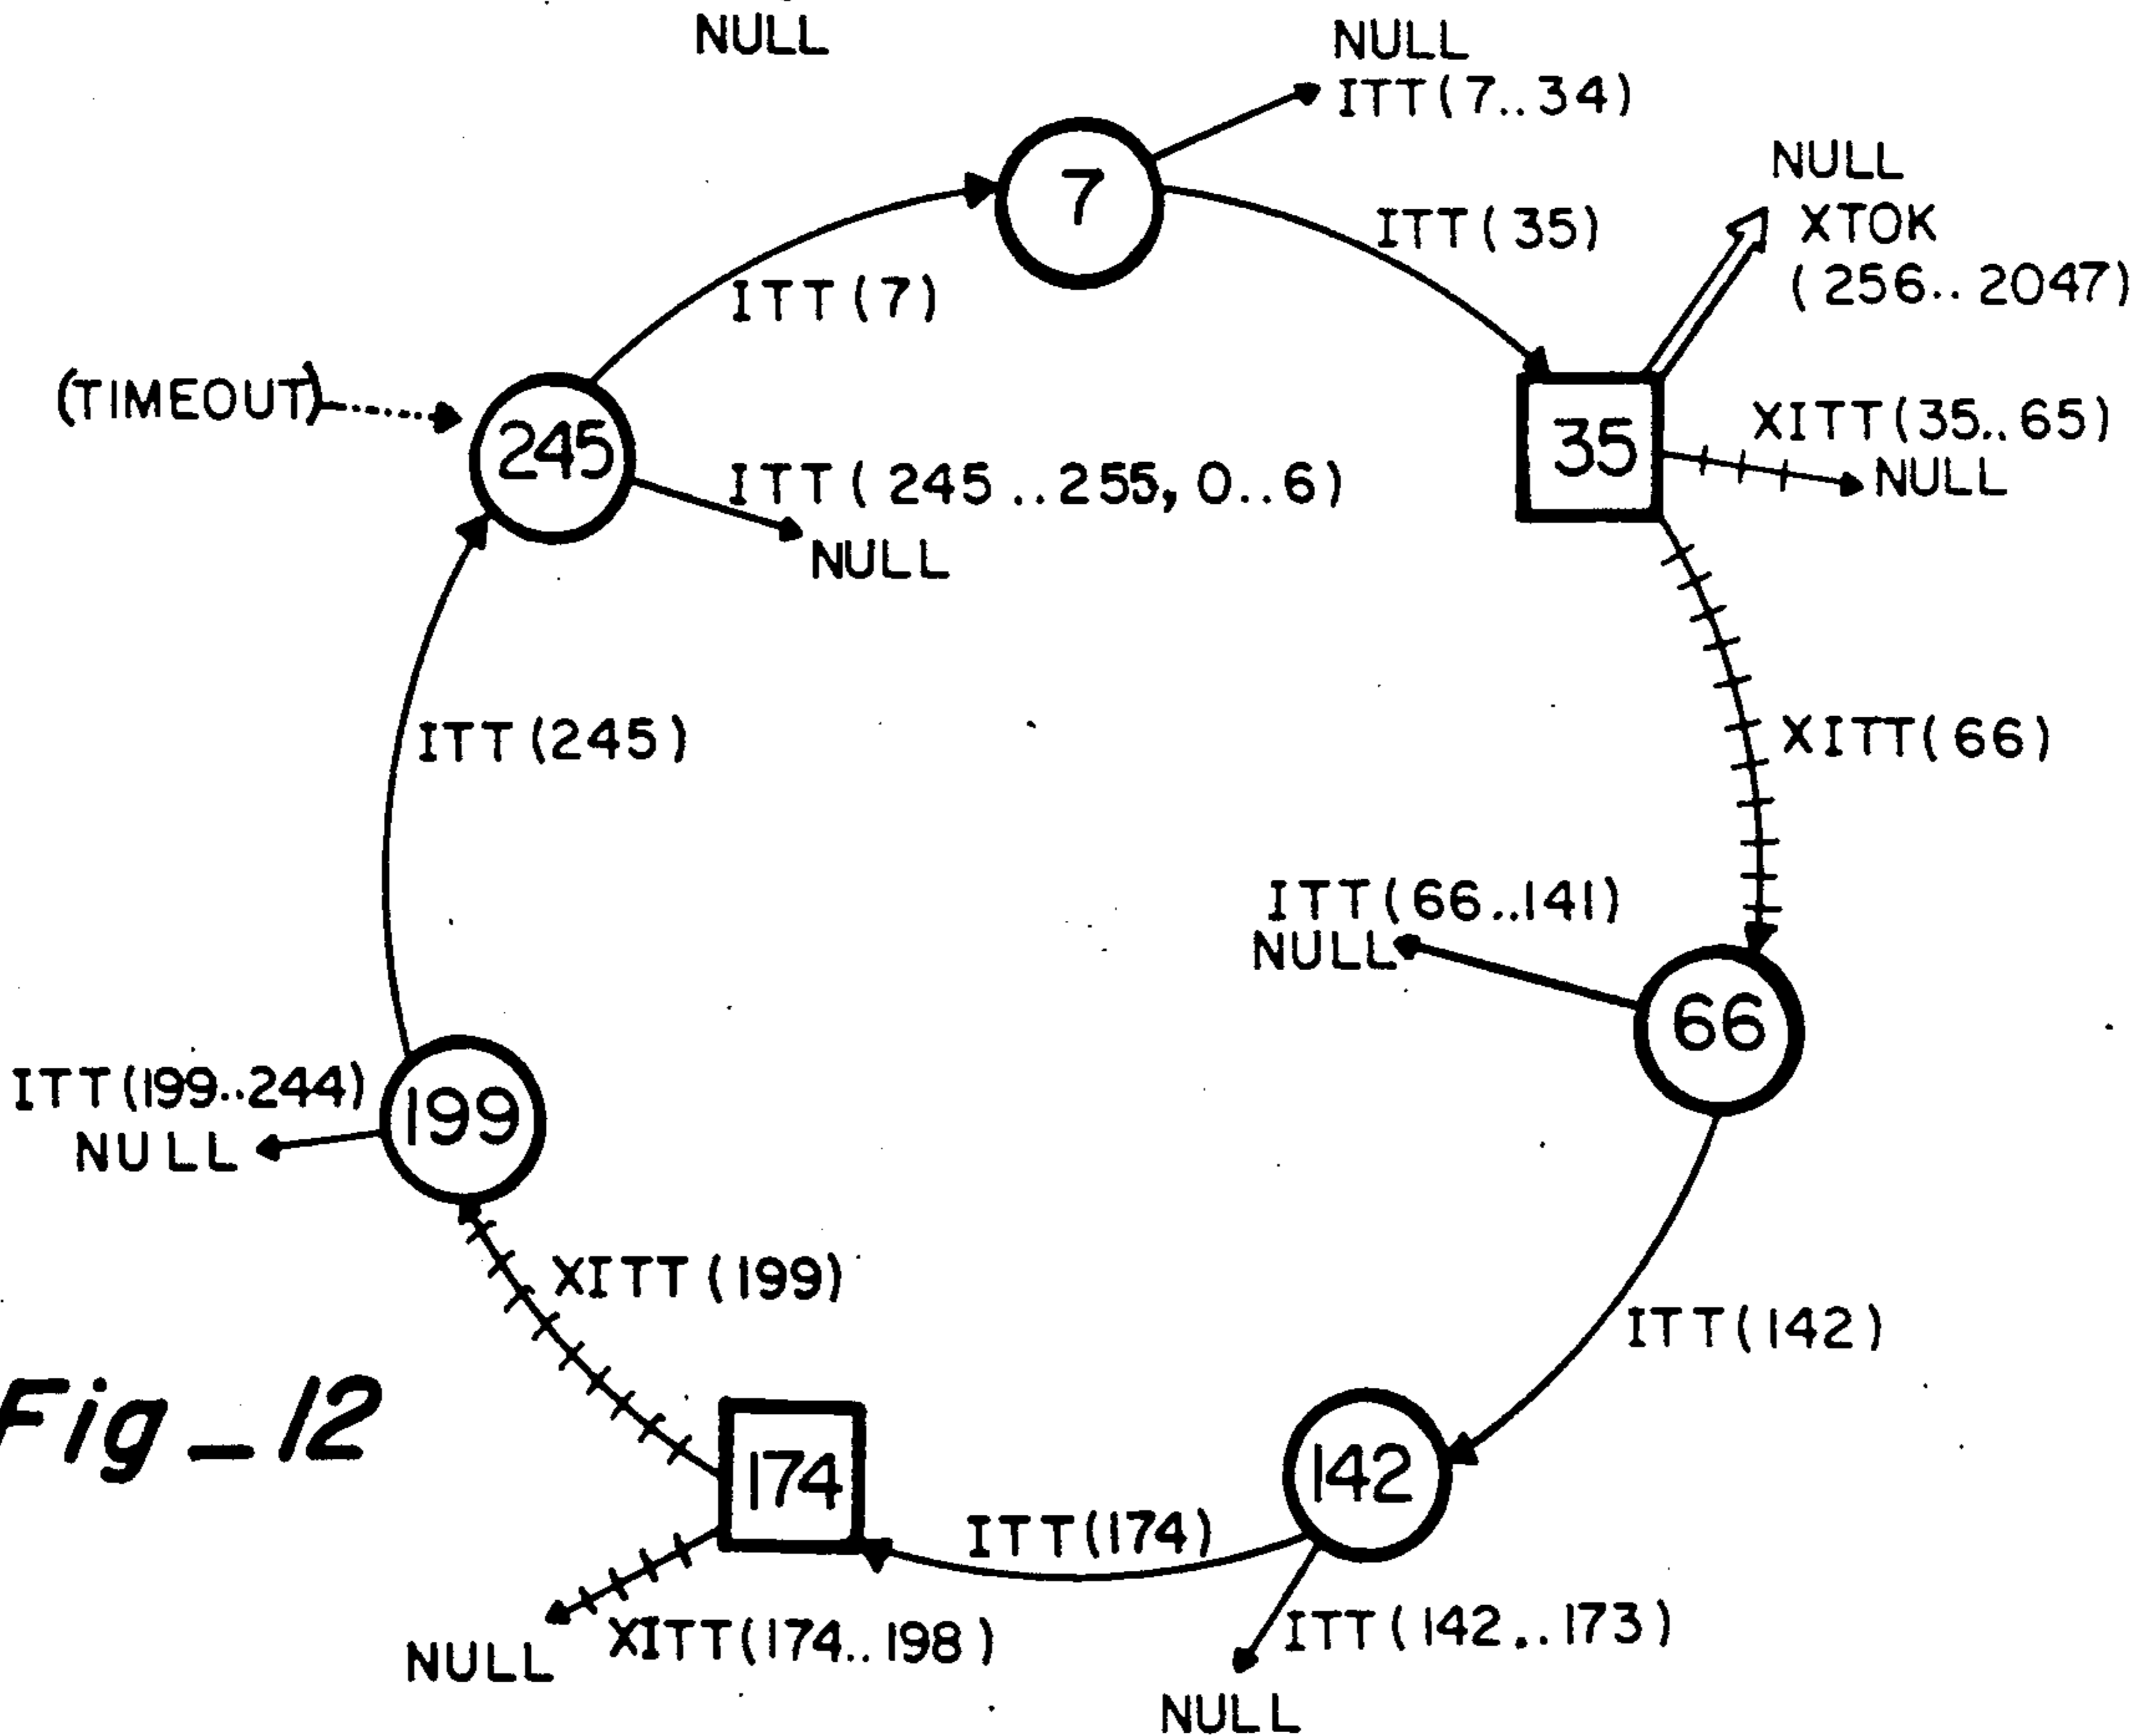 NULL
NULL
ITT(7..34)
NULL
XTOK
(256..2047)
7
ITT(35)
ITT(7)
(TIMEOUT)
245
35
XITT(35..65)
NULL
ITT(245..255,0..6)
NULL
ITT(245)
XITT(66)
ITT(66..141)
NULL
66
ITT(199..244)
NULL
199
XITT(199)
ITT(142)
Fig_12
174
142
ITT(174)
XITT(174..198)
NULL
ITT(142..173)
NULL